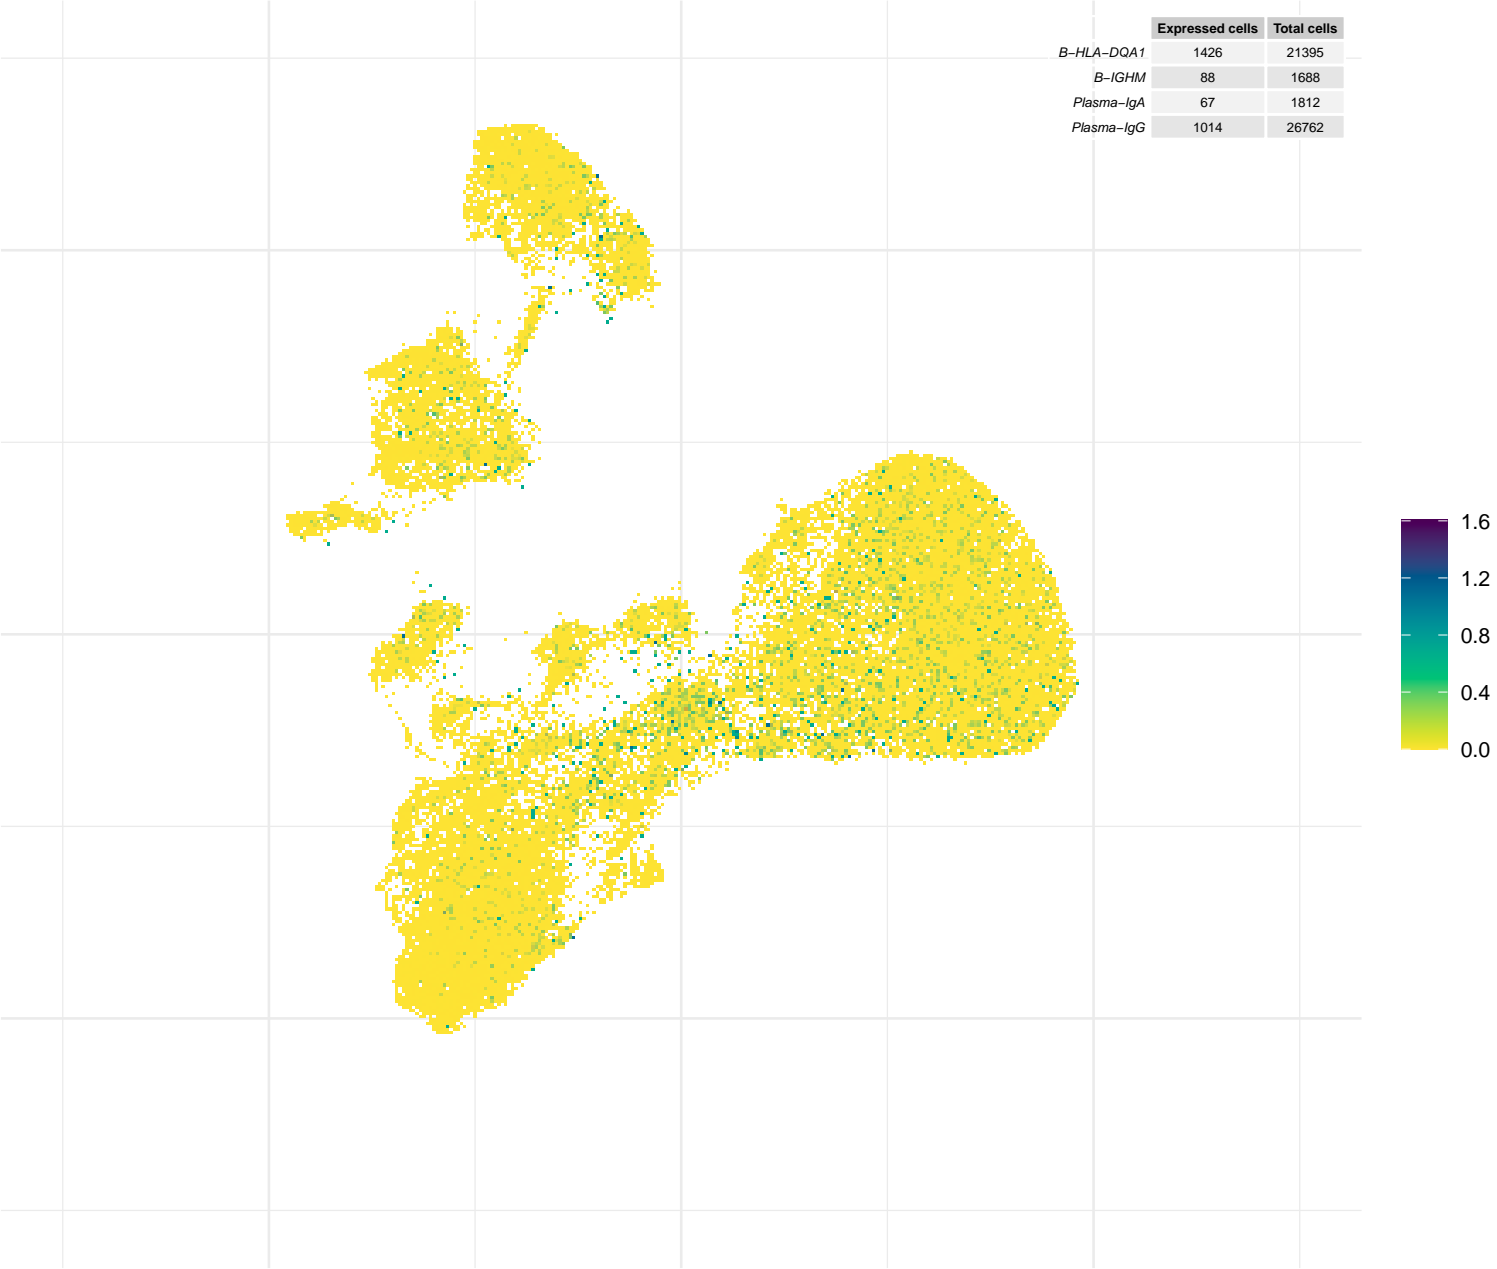 Expressed cells Total cells
B−HLA−DQA1 1426 21395
B−IGHM 88 1688
Plasma−IgA 67 1812
Plasma−IgG 1014 26762
1.6
1.2
0.8
0.4
0.0